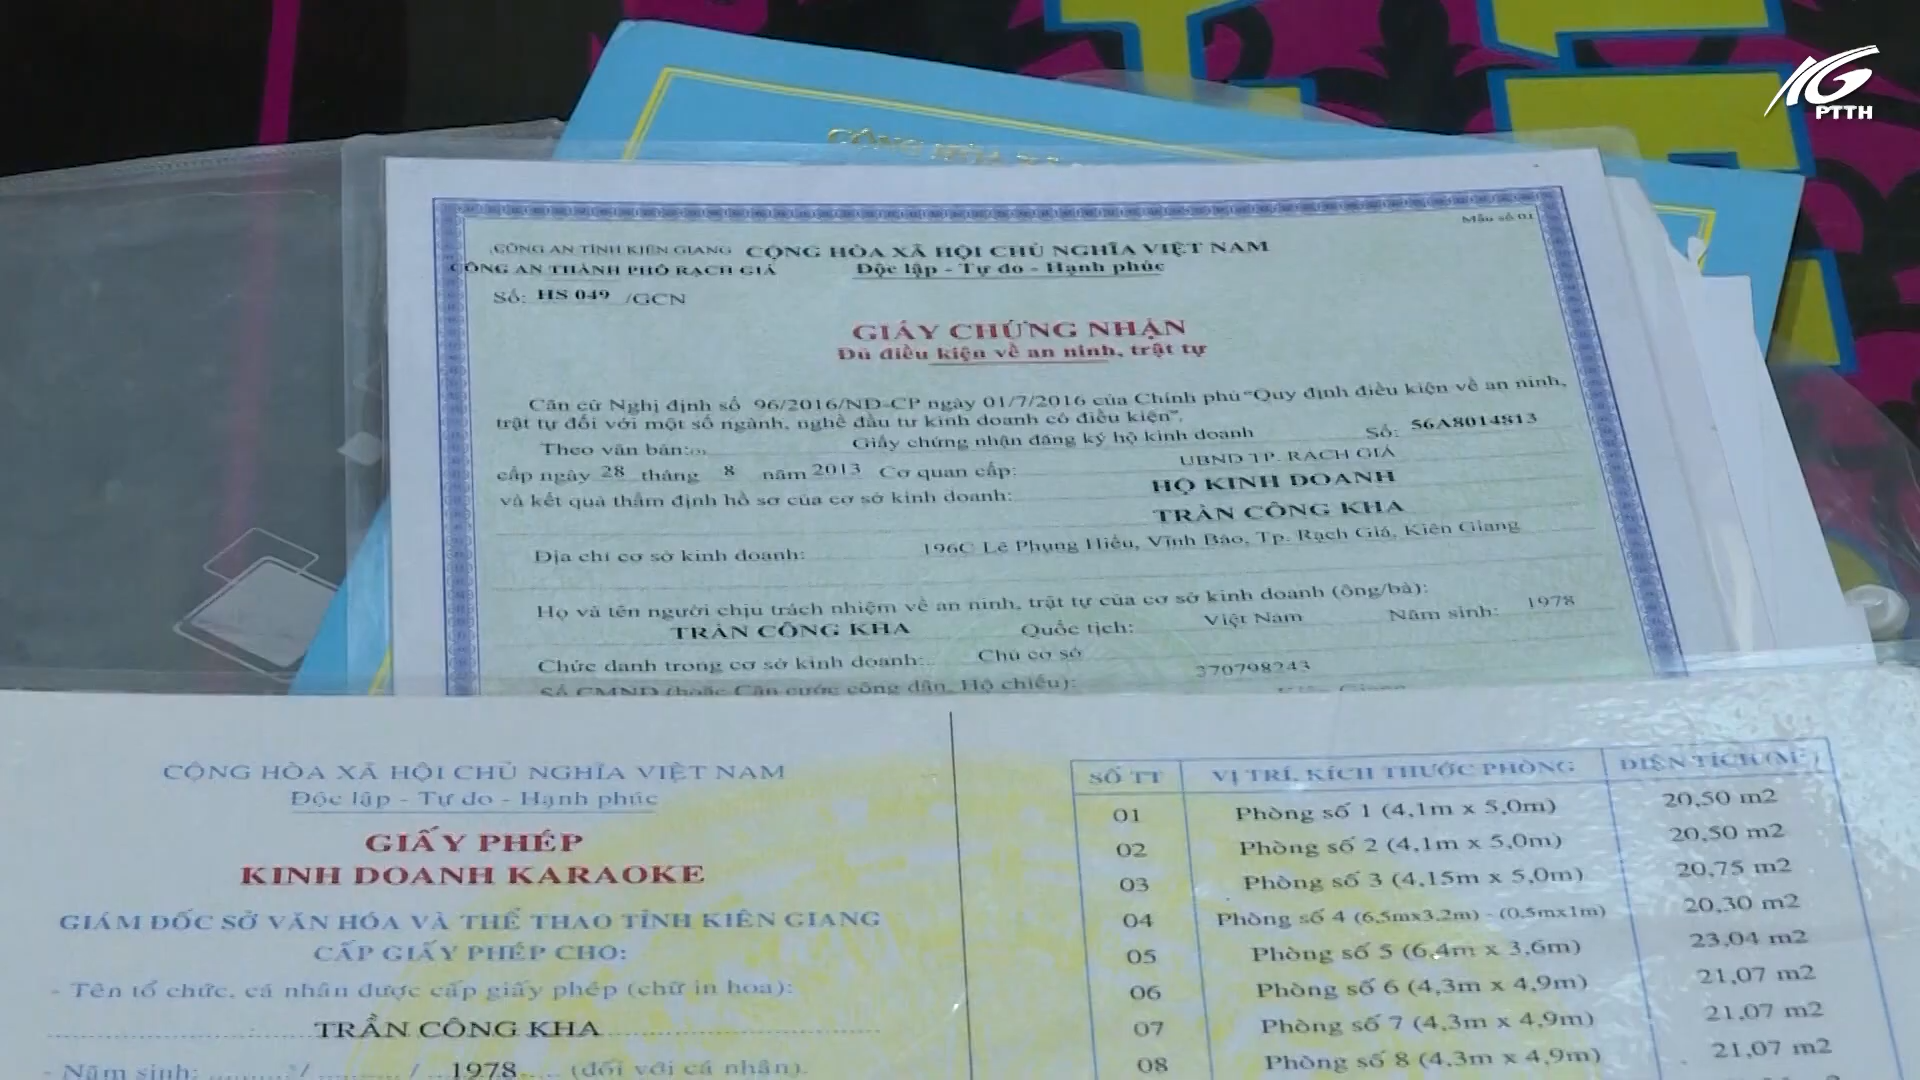 KG
PTTH
CỘNG HÒA XÃ
Mẫu số 01
CÔNG AN TỈNH KIÊN GIANG CỘNG HÒA XÃ HỘI CHỦ NGHĨA VIỆT NAM
CÔNG AN THÀNH PHỐ RẠCH GIÁ Độc lập - Tự do - Hạnh phúc
Số: HS 049 /GCN
GIẤY CHỨNG NHẬN
Đủ điều kiện về an ninh, trật tự
Căn cứ Nghị định số 96/2016/NĐ-CP ngày 01/7/2016 của Chính phủ "Quy định điều kiện về an ninh,
trật tự đối với một số ngành, nghề đầu tư kinh doanh có điều kiện",
Theo văn bản: Giấy chứng nhận đăng ký hộ kinh doanh Số: 56A8014813
cấp ngày 28 tháng 8 năm 2013 Cơ quan cấp: UBND TP. RẠCH GIÁ
và kết quả thẩm định hồ sơ của cơ sở kinh doanh: HỘ KINH DOANH
TRẦN CÔNG KHA
Địa chỉ cơ sở kinh doanh: 196C Lê Phụng Hiểu, Vĩnh Bảo, Tp. Rạch Giá, Kiên Giang
Họ và tên người chịu trách nhiệm về an ninh, trật tự của cơ sở kinh doanh (ông/bà):
TRẦN CÔNG KHA Quốc tịch: Việt Nam Năm sinh: 1978
Chức danh trong cơ sở kinh doanh: Chủ cơ sở
Số CMND (hoặc Căn cước công dân, Hộ chiếu): 370798243
CỘNG HÒA XÃ HỘI CHỦ NGHĨA VIỆT NAM
Độc lập - Tự do - Hạnh phúc
GIẤY PHÉP
KINH DOANH KARAOKE
GIÁM ĐỐC SỞ VĂN HÓA VÀ THỂ THAO TỈNH KIÊN GIANG
CẤP GIẤY PHÉP CHO:
- Tên tổ chức, cá nhân được cấp giấy phép (chữ in hoa):
TRẦN CÔNG KHA
- Năm sinh: / / 1978 (đối với cá nhân).
SỐ TT VỊ TRÍ, KÍCH THƯỚC PHÒNG DIỆN TÍCH (M²)
01 Phòng số 1 (4,1m x 5,0m) 20,50 m2
02 Phòng số 2 (4,1m x 5,0m) 20,50 m2
03 Phòng số 3 (4,15m x 5,0m) 20,75 m2
04 Phòng số 4 (6,5mx3,2m) - (0,5mx1m) 20,30 m2
05 Phòng số 5 (6,4m x 3,6m) 23,04 m2
06 Phòng số 6 (4,3m x 4,9m) 21,07 m2
07 Phòng số 7 (4,3m x 4,9m) 21,07 m2
08 Phòng số 8 (4,3m x 4,9m) 21,07 m2